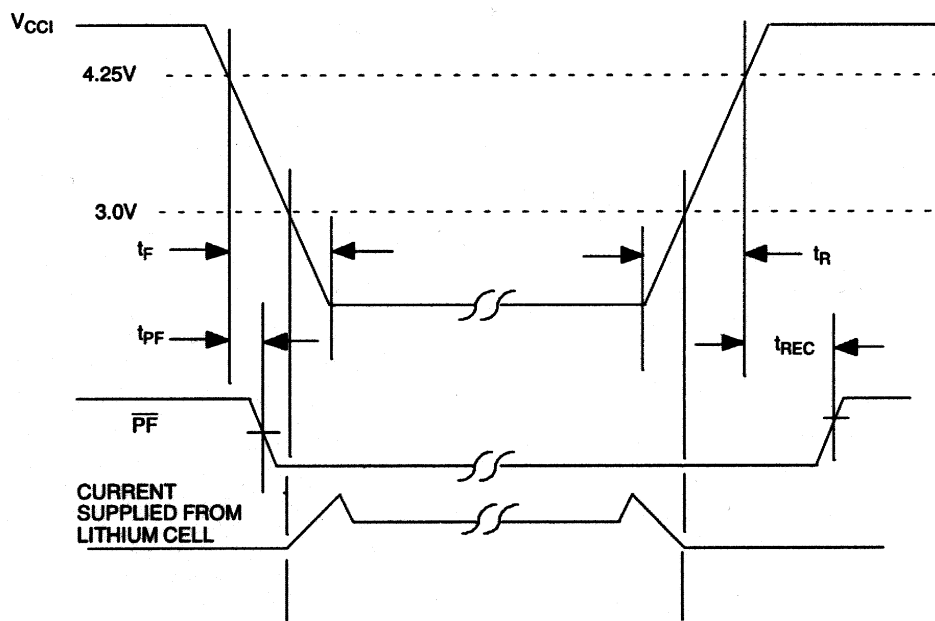 VCCI
4.25V
3.0V
tF
tR
tPF
tREC
PF
CURRENT
SUPPLIED FROM
LITHIUM CELL